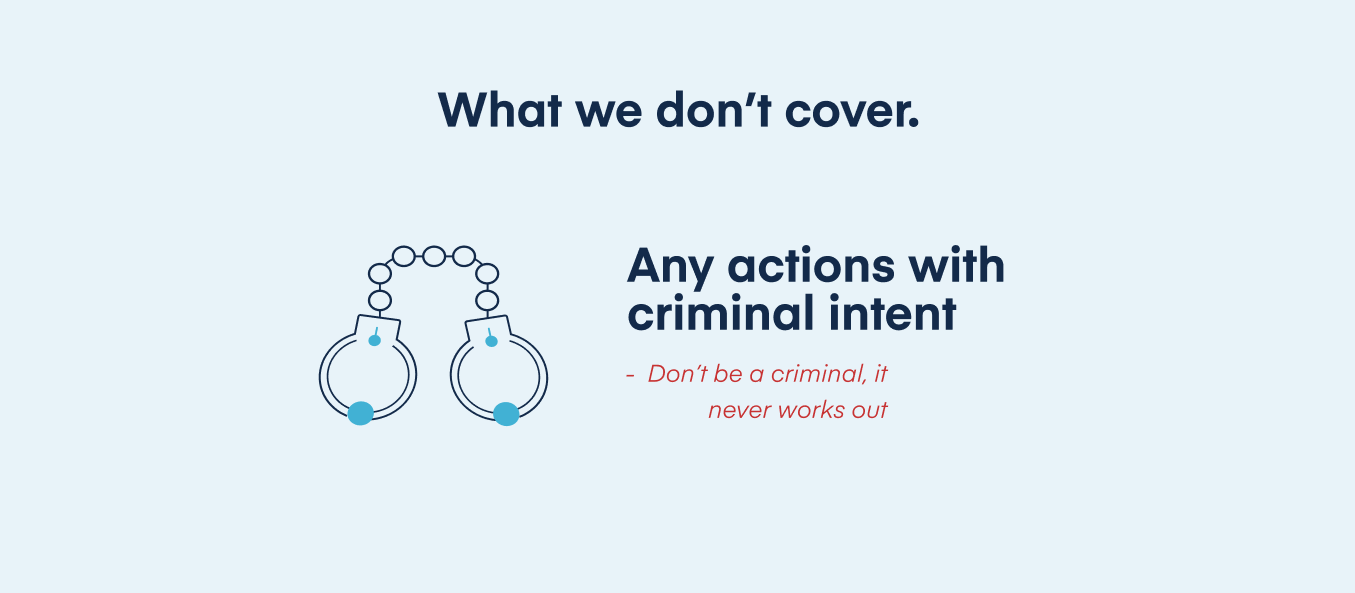 What we don’t cover.
Any actions with
criminal intent
- Don’t be a criminal, it
never works out